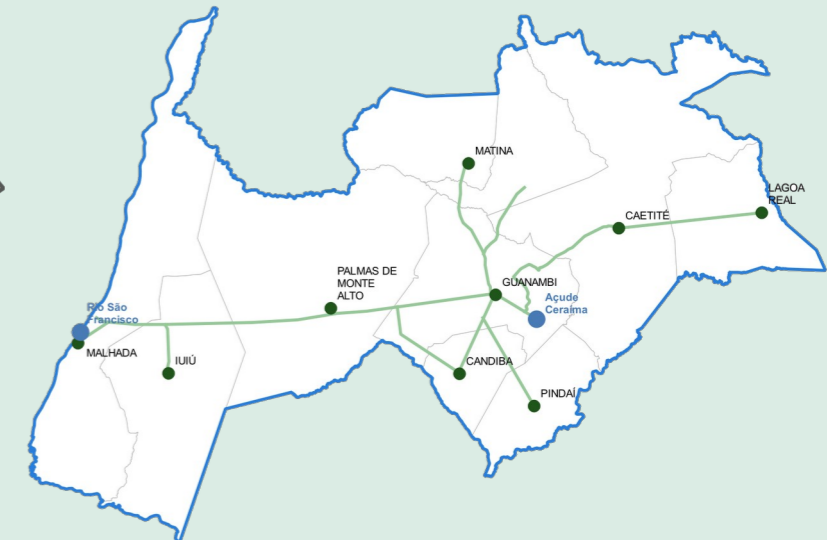 MATINA
LAGOA
REAL
CAETITÉ
PALMAS DE
MONTE
ALTO
GUANAMBI
Açude
Ceraíma
Rio São
Francisco
MALHADA
IUIÚ
CANDIBA
PINDAÍ